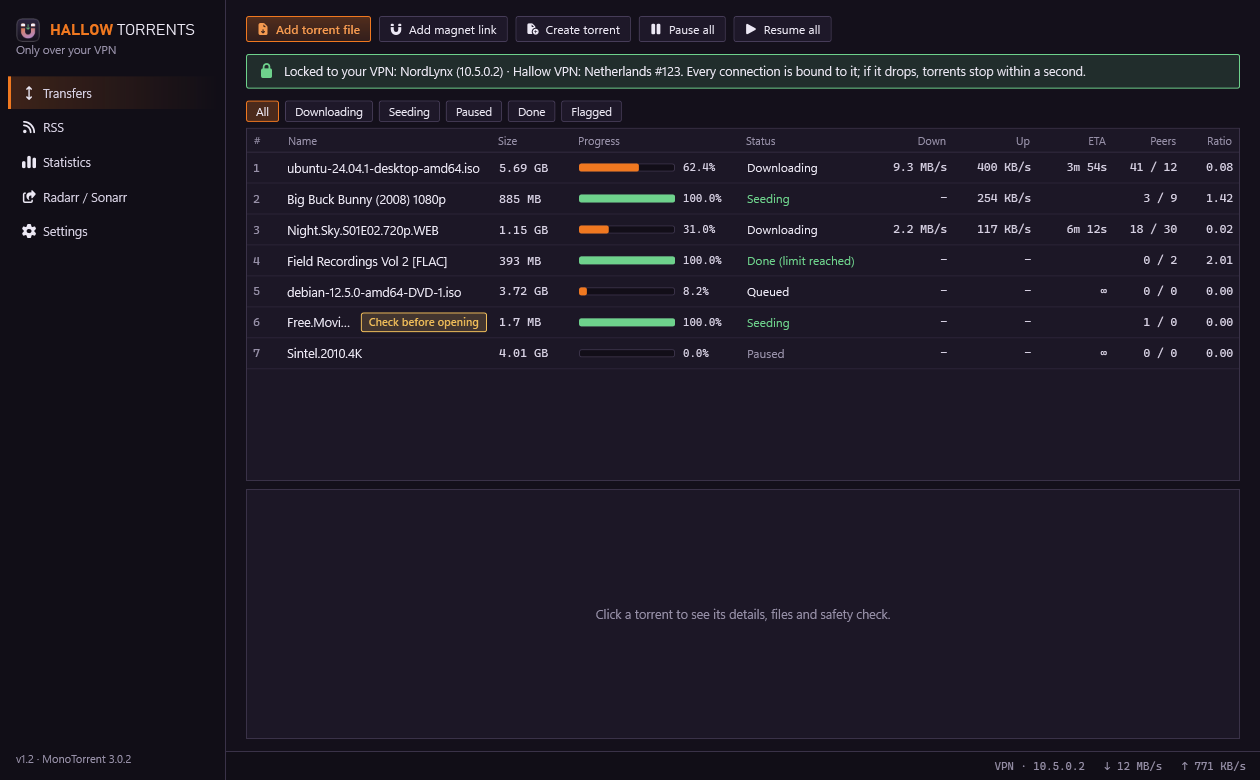 HALLOW TORRENTS
Only over your VPN
Transfers
RSS
Statistics
Radarr / Sonarr
Settings
v1.2 · MonoTorrent 3.0.2
Add torrent file Add magnet link Create torrent Pause all Resume all
Locked to your VPN: NordLynx (10.5.0.2) · Hallow VPN: Netherlands #123. Every connection is bound to it; if it drops, torrents stop within a second.
All Downloading Seeding Paused Done Flagged
# Name Size Progress Status Down Up ETA Peers Ratio
1 ubuntu-24.04.1-desktop-amd64.iso 5.69 GB 62.4% Downloading 9.3 MB/s 400 KB/s 3m 54s 41 / 12 0.08
2 Big Buck Bunny (2008) 1080p 885 MB 100.0% Seeding – 254 KB/s 3 / 9 1.42
3 Night.Sky.S01E02.720p.WEB 1.15 GB 31.0% Downloading 2.2 MB/s 117 KB/s 6m 12s 18 / 30 0.02
4 Field Recordings Vol 2 [FLAC] 393 MB 100.0% Done (limit reached) – – 0 / 2 2.01
5 debian-12.5.0-amd64-DVD-1.iso 3.72 GB 8.2% Queued – – ∞ 0 / 0 0.00
6 Free.Movi... Check before opening 1.7 MB 100.0% Seeding – – 1 / 0 0.00
7 Sintel.2010.4K 4.01 GB 0.0% Paused – – ∞ 0 / 0 0.00
Click a torrent to see its details, files and safety check.
VPN · 10.5.0.2 ↓ 12 MB/s ↑ 771 KB/s